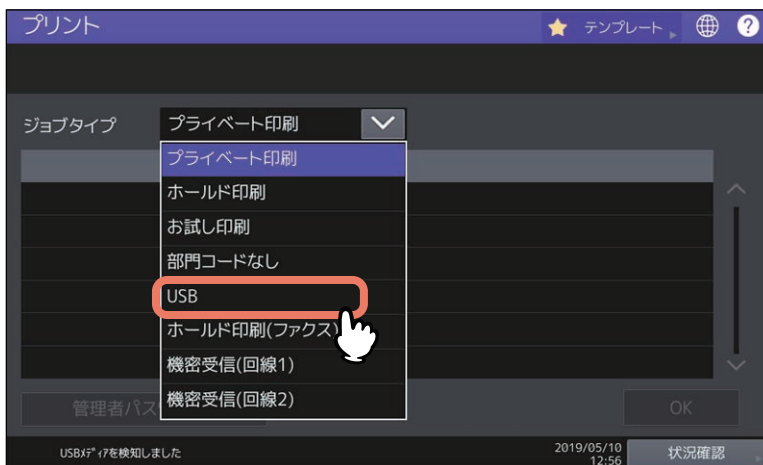 プリント
テンプレート
?
ジョブタイプ
プライベート印刷
プライベート印刷
ホールド印刷
お試し印刷
部門コードなし
USB
ホールド印刷(ファクス)
機密受信(回線1)
機密受信(回線2)
管理者パス
OK
USBﾒﾃﾞｨｱを検知しました
2019/05/10
12:56
状況確認